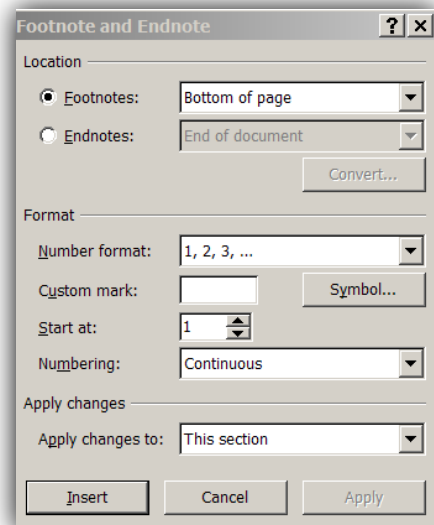 Footnote and Endnote ? ×
Location
Footnotes: Bottom of page
Endnotes: End of document
Convert...
Format
Number format: 1, 2, 3, ...
Custom mark: Symbol...
Start at: 1
Numbering: Continuous
Apply changes
Apply changes to: This section
Insert Cancel Apply